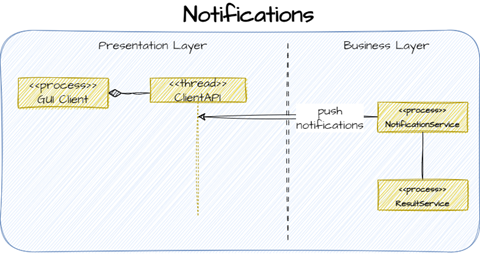 Notifications
Presentation Layer
Business Layer
<<process>>
GUI Client
<<thread>>
ClientAPI
push
notifications
<<process>>
NotificationService
<<process>>
ResultService